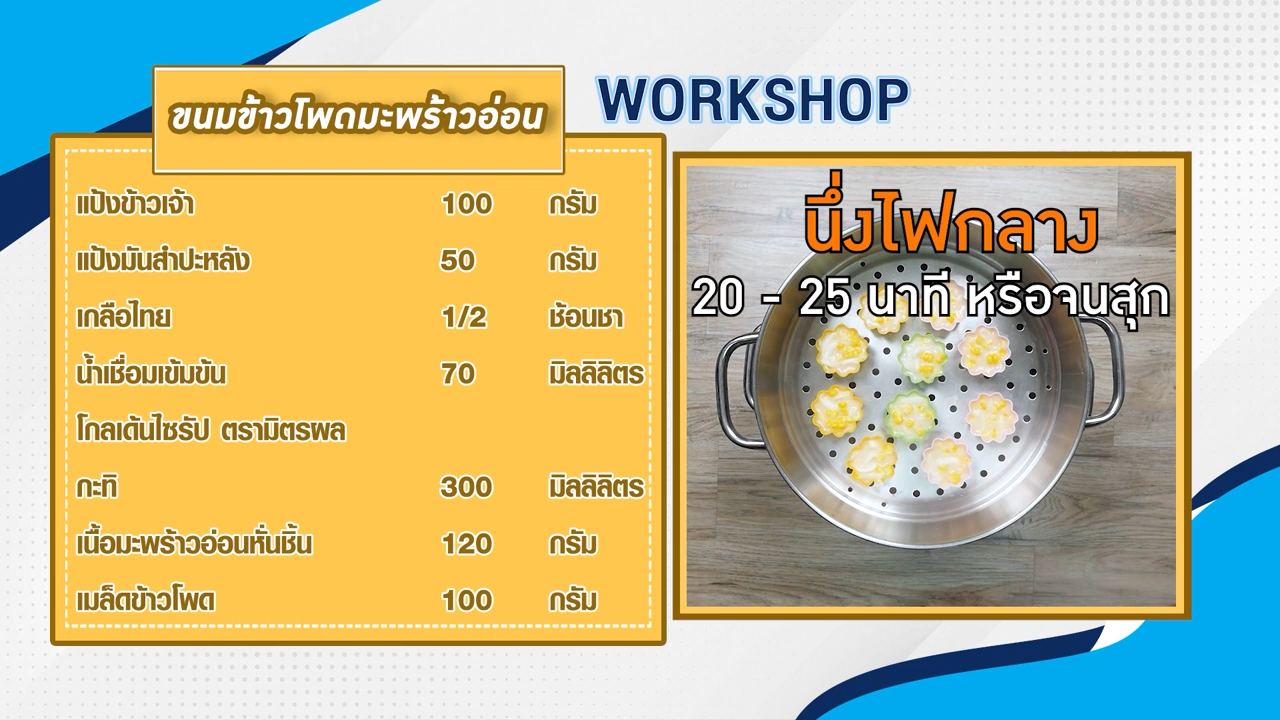 ขนมข้าวโพดมะพร้าวอ่อน
WORKSHOP
แป้งข้าวเจ้า 100 กรัม
แป้งมันสำปะหลัง 50 กรัม
เกลือไทย 1/2 ช้อนชา
น้ำเชื่อมเข้มข้น 70 มิลลิลิตร
โกลเด้นไซรัป ตรามิตรผล
กะทิ 300 มิลลิลิตร
เนื้อมะพร้าวอ่อนหั่นชิ้น 120 กรัม
เมล็ดข้าวโพด 100 กรัม
นึ่งไฟกลาง
20 - 25 นาที หรือจนสุก